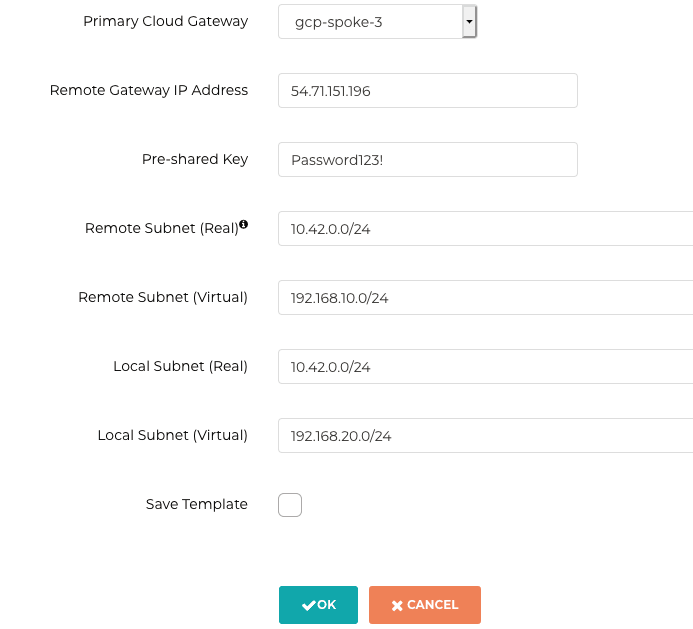 Primary Cloud Gateway gcp-spoke-3
Remote Gateway IP Address 54.71.151.196
Pre-shared Key Password123!
Remote Subnet (Real) 10.42.0.0/24
Remote Subnet (Virtual) 192.168.10.0/24
Local Subnet (Real) 10.42.0.0/24
Local Subnet (Virtual) 192.168.20.0/24
Save Template
OK CANCEL